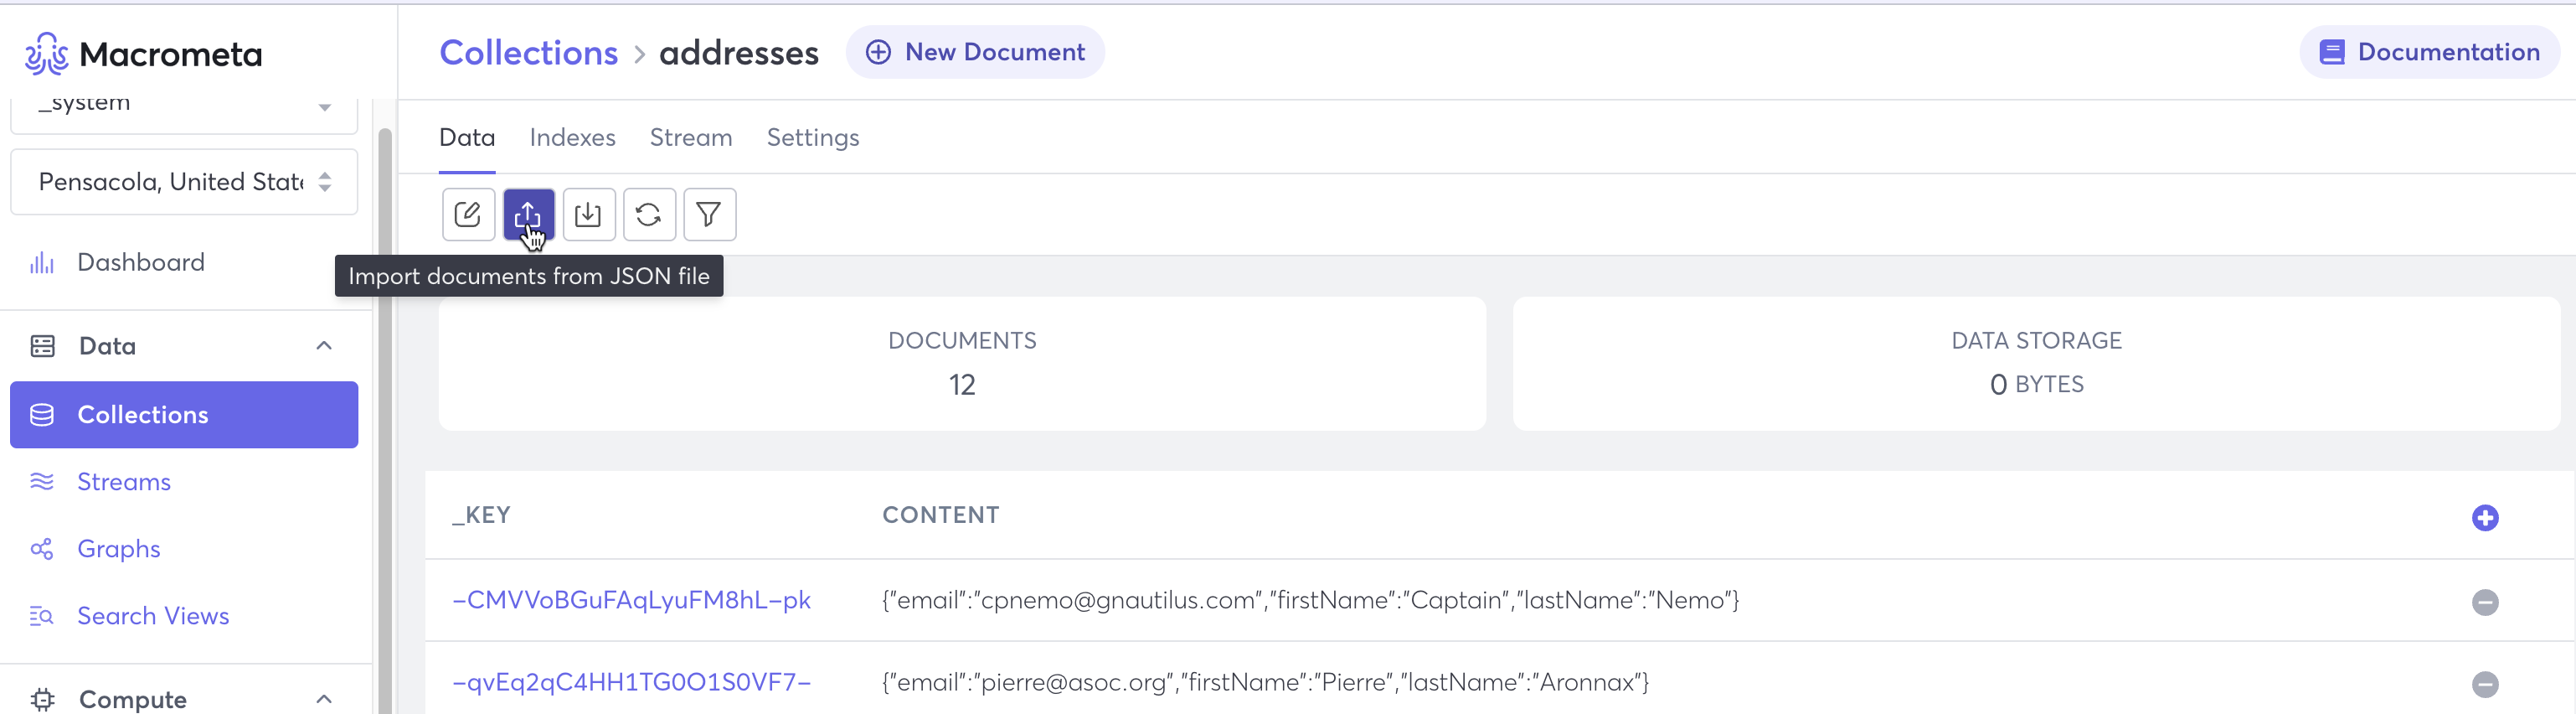 Macrometa
_system
Pensacola, United State
Dashboard
Data
Collections
Streams
Graphs
Search Views
Compute
Collections > addresses
New Document
Documentation
Data Indexes Stream Settings
Import documents from JSON file
DOCUMENTS
12
DATA STORAGE
0 BYTES
_KEY CONTENT
-CMVVoBGuFAqLyuFM8hL-pk {"email":"cpnemo@gnautilus.com","firstName":"Captain","lastName":"Nemo"}
-qvEq2qC4HH1TG0O1S0VF7- {"email":"pierre@asoc.org","firstName":"Pierre","lastName":"Aronnax"}